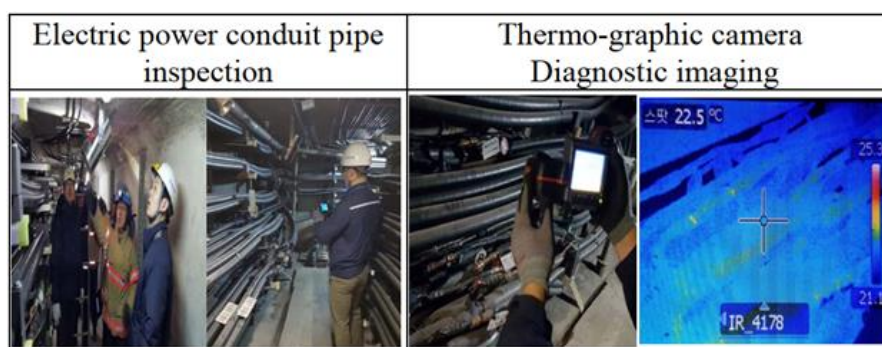 Electric power conduit pipe
inspection
Thermo-graphic camera
Diagnostic imaging
스팟 22.5 ℃
25.3
21.1
IR_4178